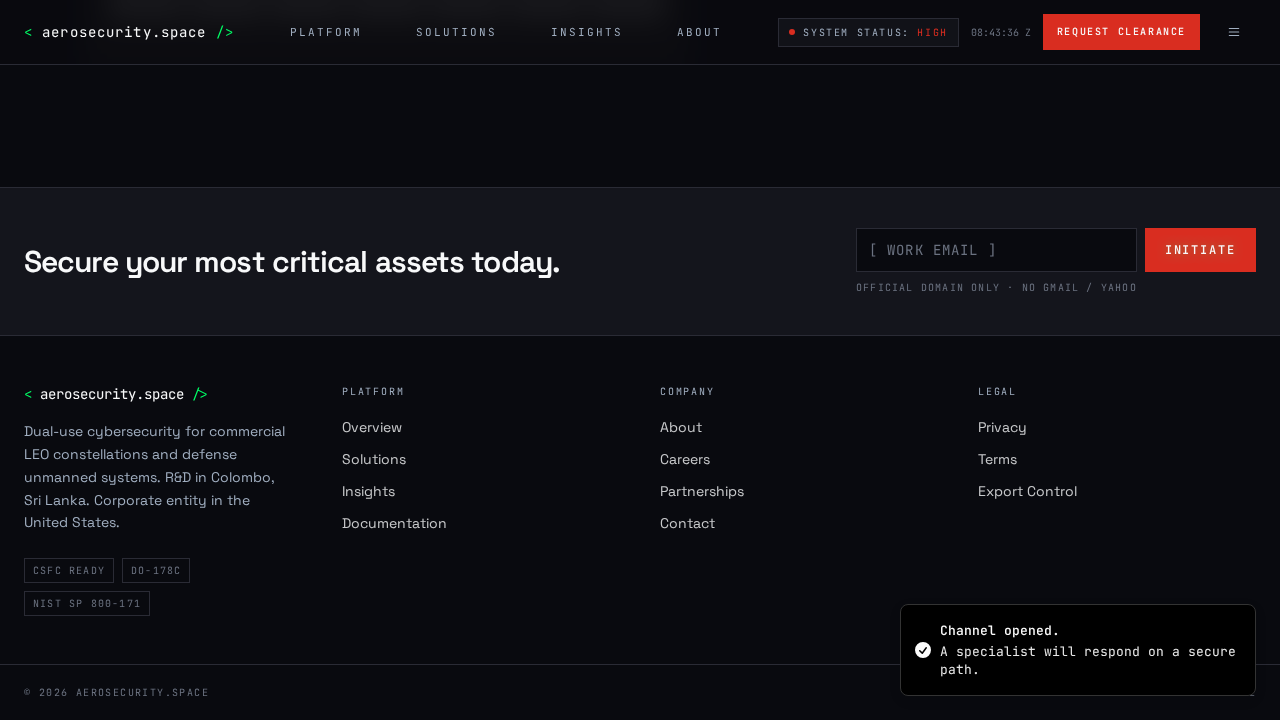 < aerosecurity.space />
PLATFORM
SOLUTIONS
INSIGHTS
ABOUT
SYSTEM STATUS: HIGH
08:43:36 Z
REQUEST CLEARANCE
Secure your most critical assets today.
[ WORK EMAIL ]
INITIATE
OFFICIAL DOMAIN ONLY · NO GMAIL / YAHOO
< aerosecurity.space />
Dual-use cybersecurity for commercial
LEO constellations and defense
unmanned systems. R&D in Colombo,
Sri Lanka. Corporate entity in the
United States.
CSFC READY
DO-178C
NIST SP 800-171
PLATFORM
Overview
Solutions
Insights
Documentation
COMPANY
About
Careers
Partnerships
Contact
LEGAL
Privacy
Terms
Export Control
Channel opened.
A specialist will respond on a secure
path.
© 2026 AEROSECURITY.SPACE